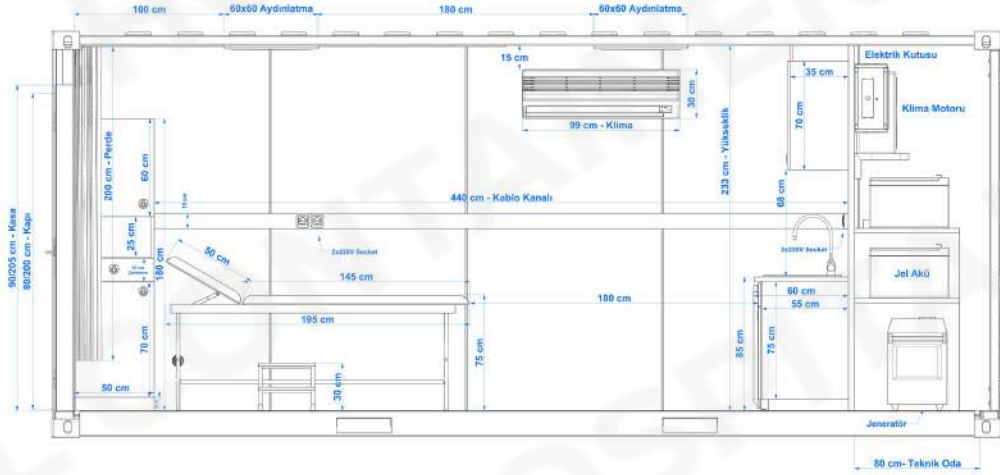 100 cm
60x60 Aydınlatma
180 cm
60x60 Aydınlatma
15 cm
35 cm
Elektrik Kutusu
30 cm
70 cm
Klima Motoru
99 cm - Klima
200 cm - Perde
60 cm
233 cm - Yükseklik
90/205 cm - Kasa
80/200 cm - Kapı
440 cm - Kablo Kanalı
68 cm
25 cm
180 cm
50 cm
2x220V Socket
2x220V Socket
145 cm
Jel Akü
180 cm
60 cm
55 cm
195 cm
70 cm
75 cm
85 cm
75 cm
50 cm
30 cm
Jeneratör
80 cm- Teknik Oda